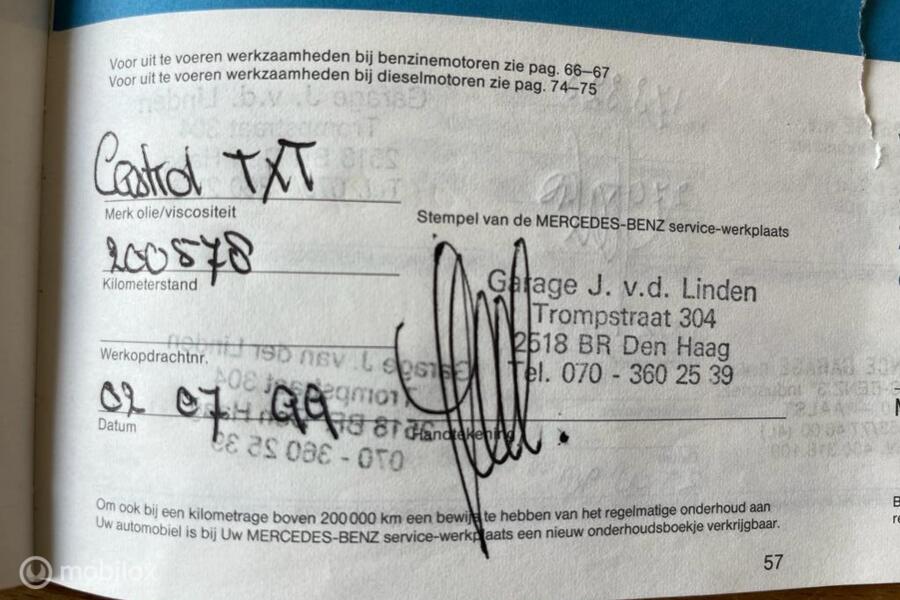 Voor uit te voeren werkzaamheden bij benzinemotoren zie pag. 66–67
Voor uit te voeren werkzaamheden bij dieselmotoren zie pag. 74–75
Castrol TXT
Merk olie/viscositeit
200578
Kilometerstand
Werkopdrachtnr.
02 07 99
Datum
Stempel van de MERCEDES-BENZ service-werkplaats
Garage J. v.d. Linden
Trompstraat 304
2518 BR Den Haag
Tel. 070 - 360 25 39
Handtekening
Om ook bij een kilometrage boven 200 000 km een bewijs te hebben van het regelmatige onderhoud aan
Uw automobiel is bij Uw MERCEDES-BENZ service-werkplaats een nieuw onderhoudsboekje verkrijgbaar.
57
mobilox